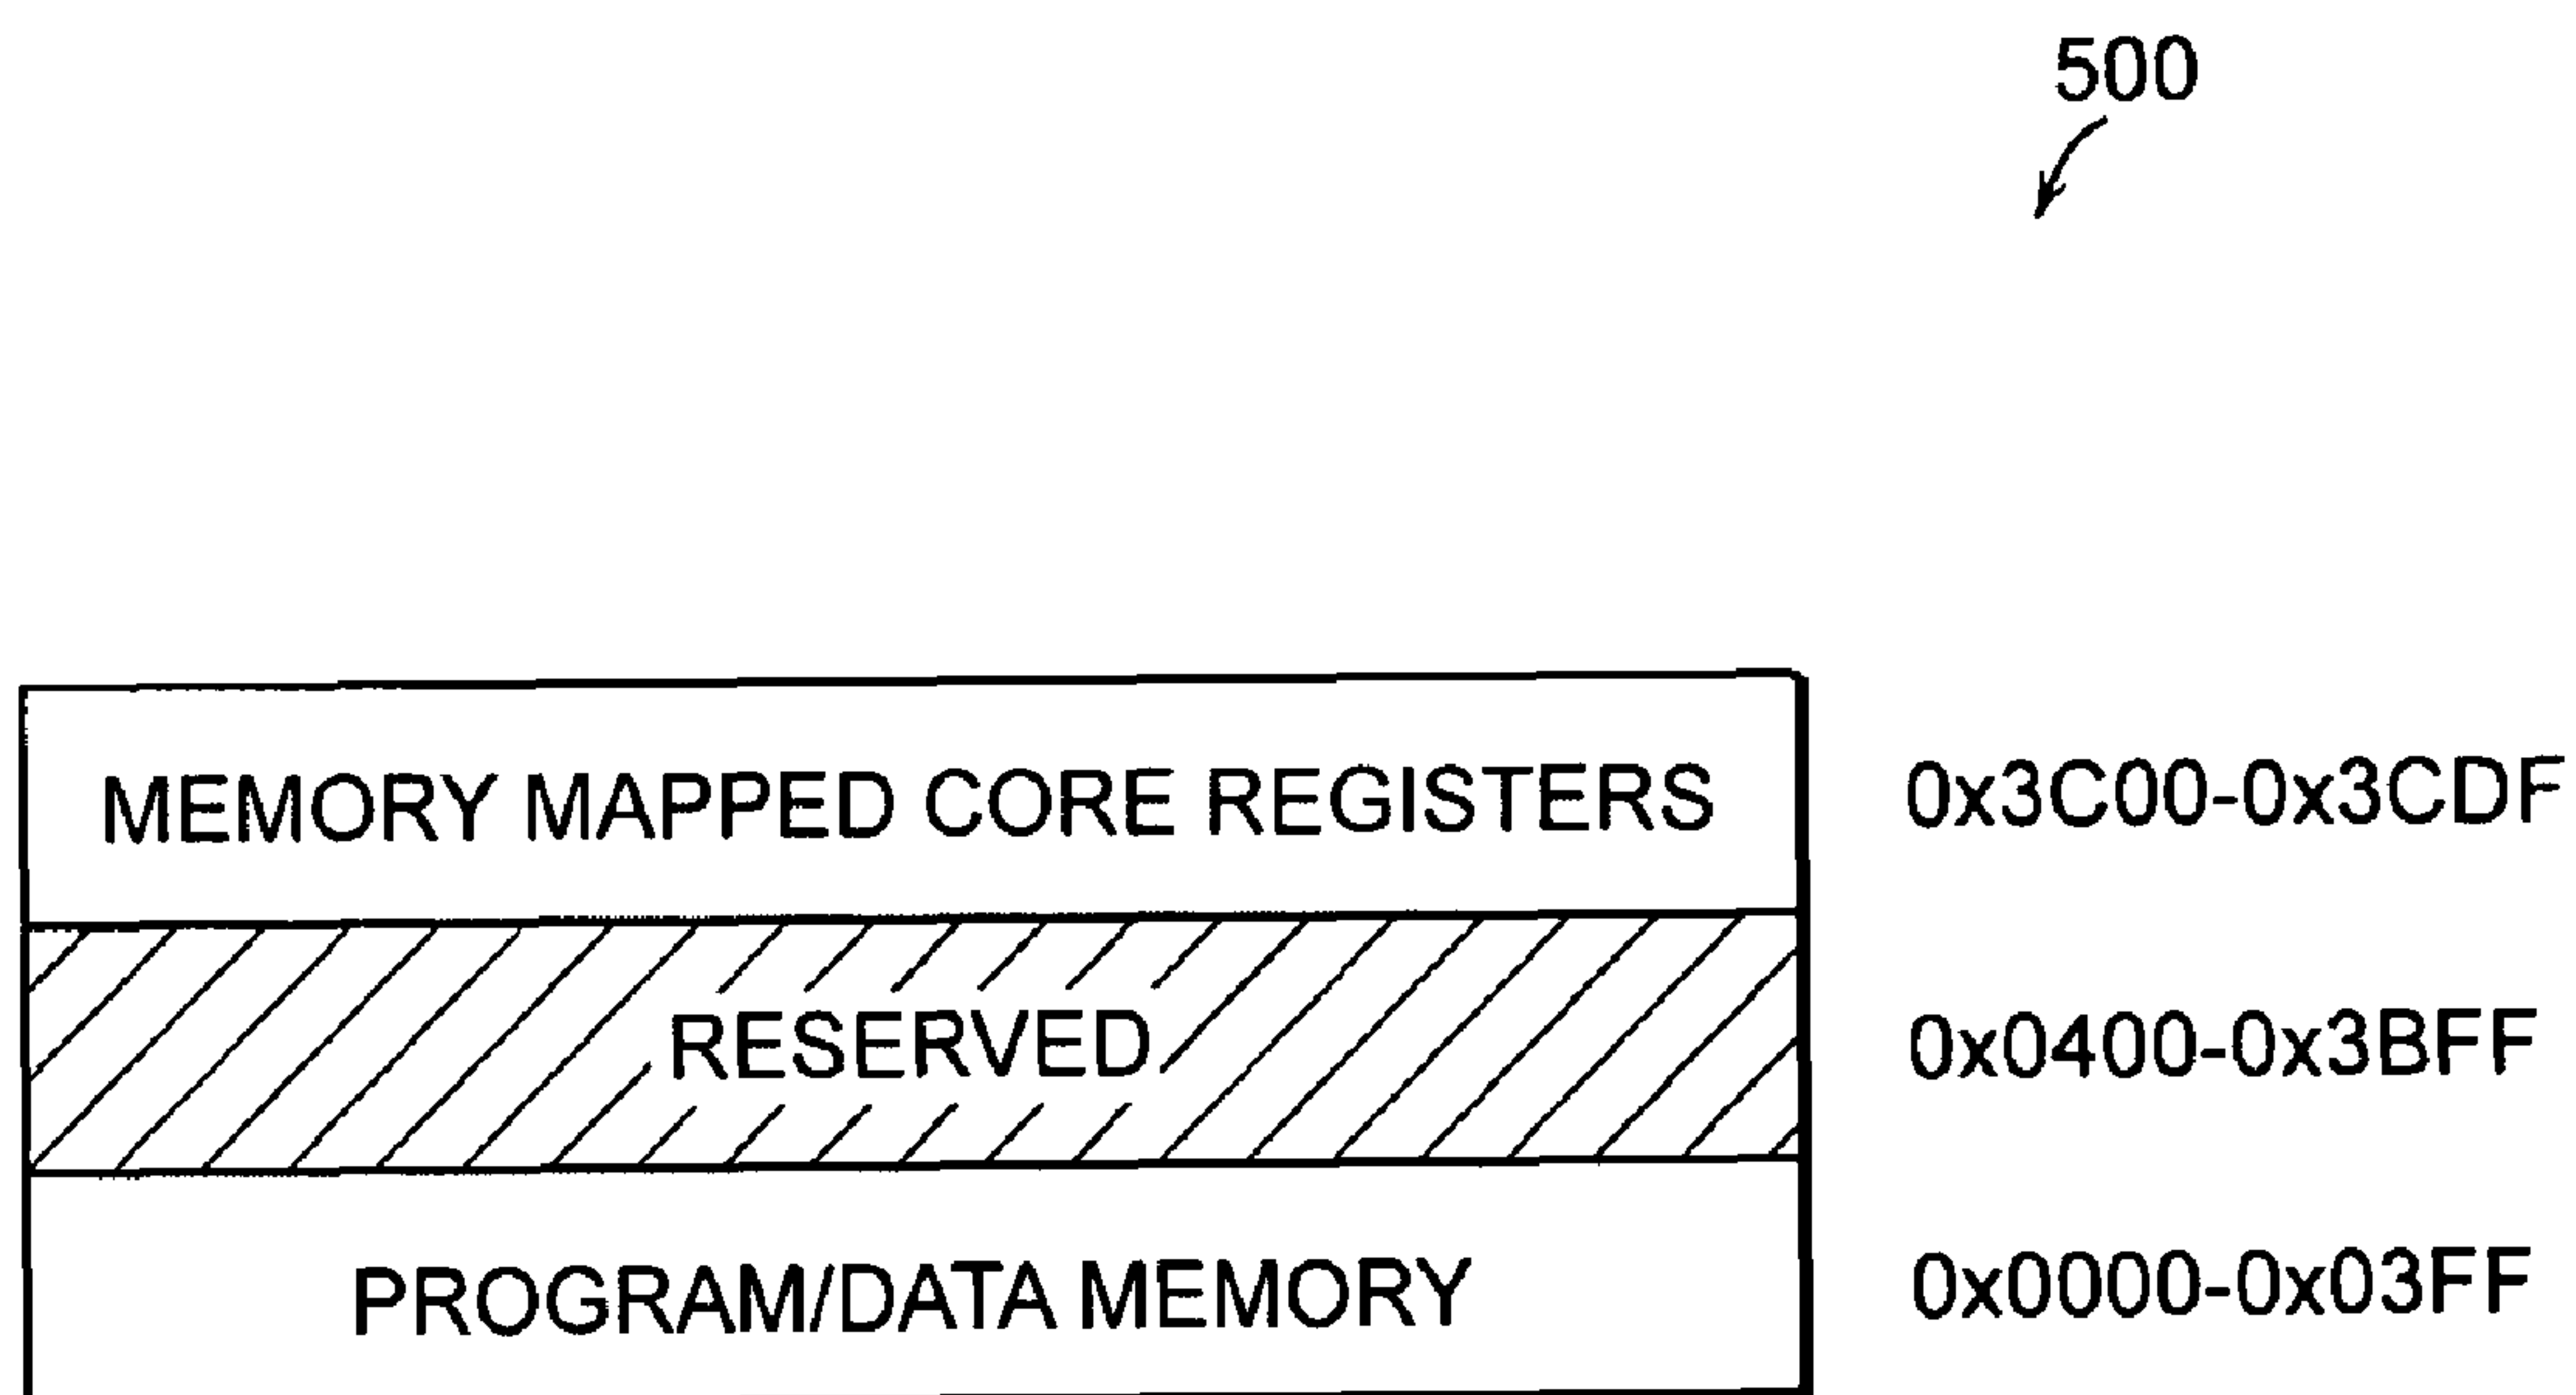 500
MEMORY MAPPED CORE REGISTERS 0x3C00-0x3CDF
RESERVED 0x0400-0x3BFF
PROGRAM/DATA MEMORY 0x0000-0x03FF